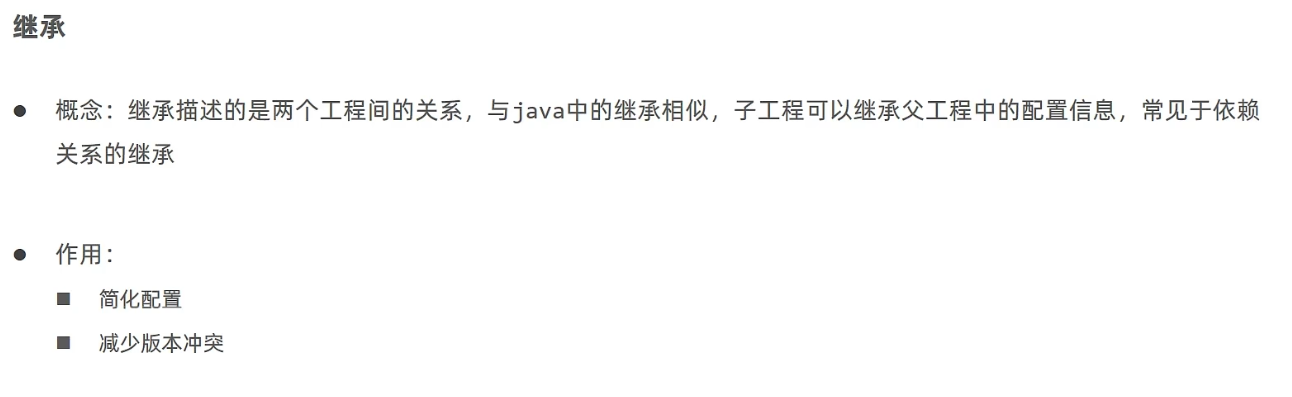 继承
● 概念：继承描述的是两个工程间的关系，与java中的继承相似，子工程可以继承父工程中的配置信息，常见于依赖
关系的继承
● 作用：
■ 简化配置
■ 减少版本冲突